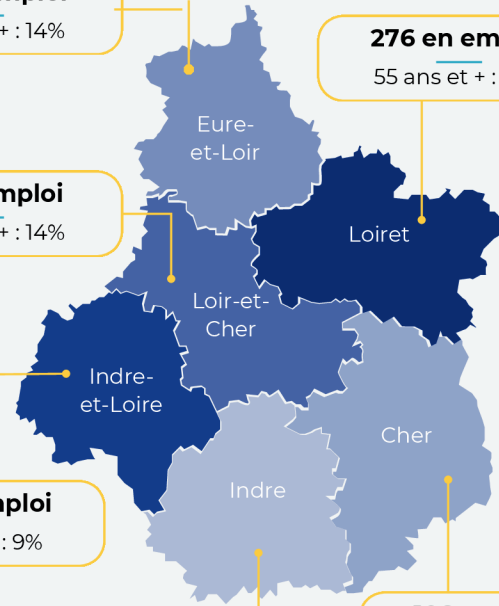 + : 14%
276 en em
55 ans et + :
Eure-
et-Loir
mploi
+ : 14%
Loiret
Loir-et-
Cher
Indre-
et-Loire
Cher
Indre
ploi
: 9%